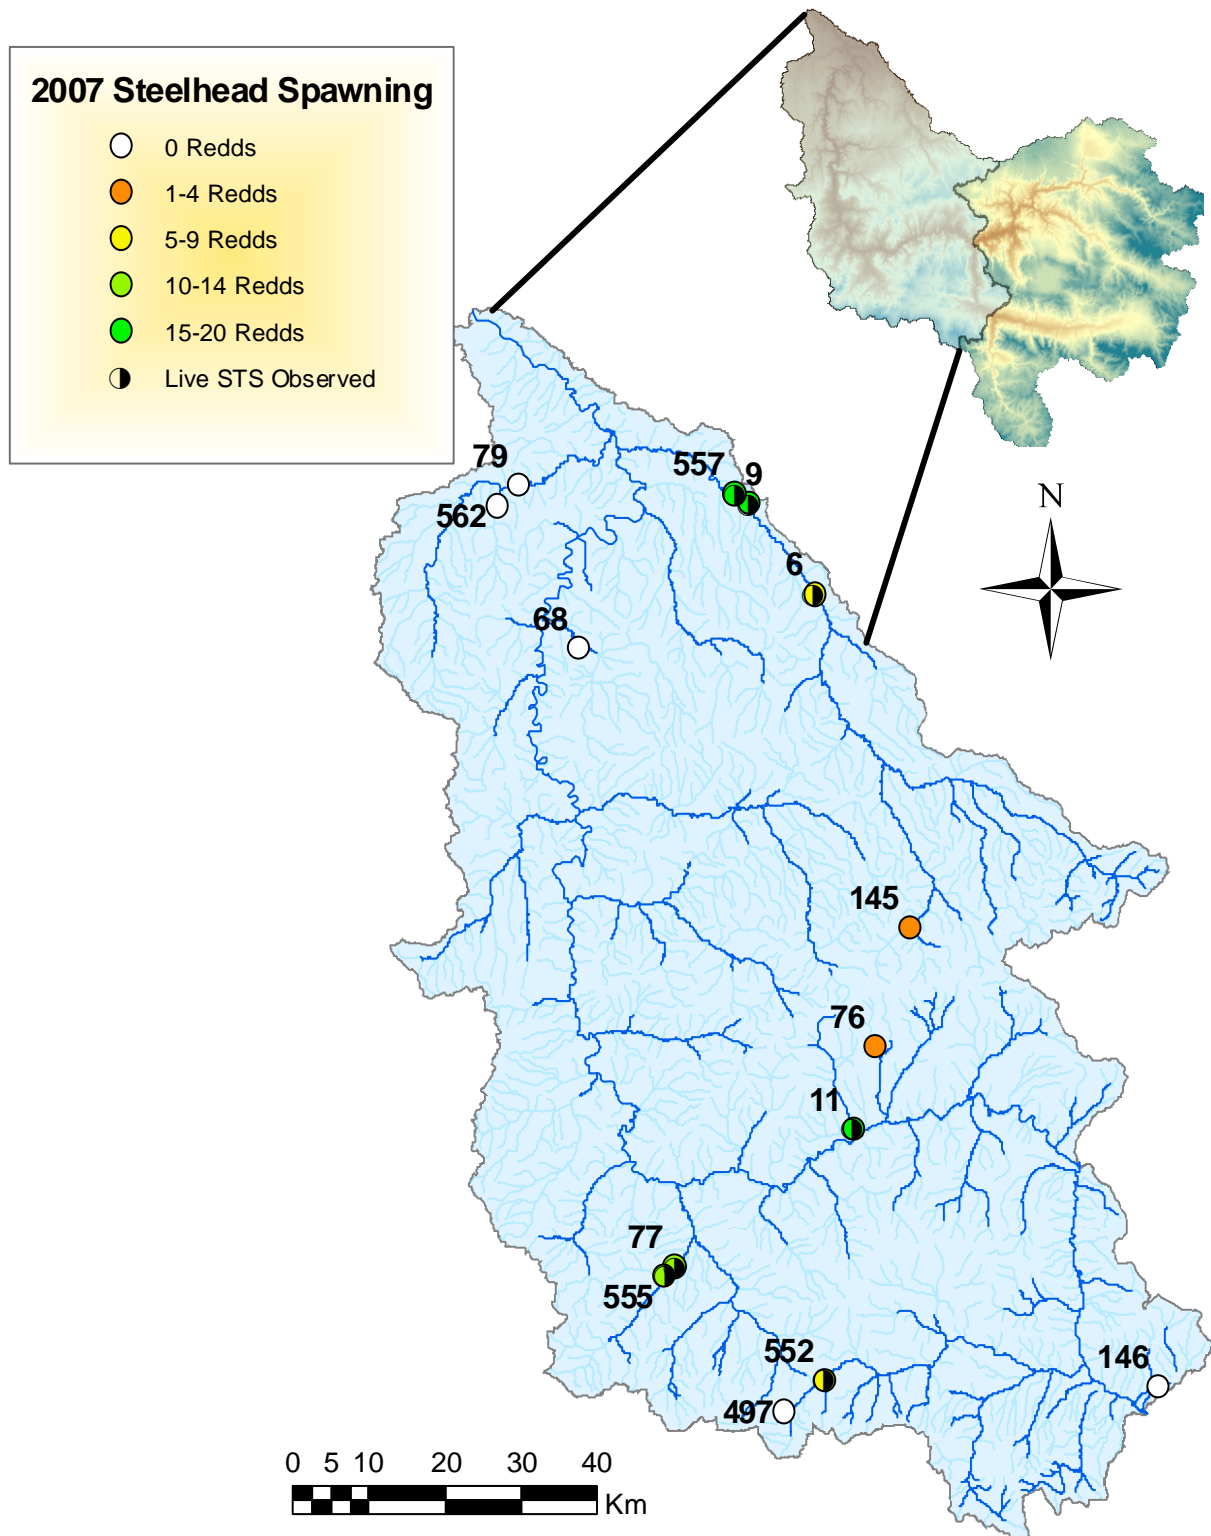 2007 Steelhead Spawning
0 Redds
1-4 Redds
5-9 Redds
10-14 Redds
15-20 Redds
Live STS Observed
79
557
9
562
N
6
68
145
76
11
77
555
552
146
497
0 5 10 20 30 40
Km